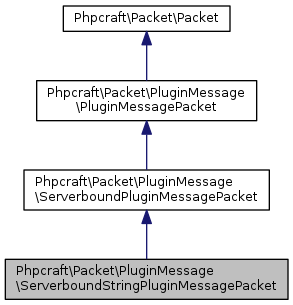 Phpcraft\Packet\Packet
Phpcraft\Packet\PluginMessage
\PluginMessagePacket
Phpcraft\Packet\PluginMessage
\ServerboundPluginMessagePacket
Phpcraft\Packet\PluginMessage
\ServerboundStringPluginMessagePacket